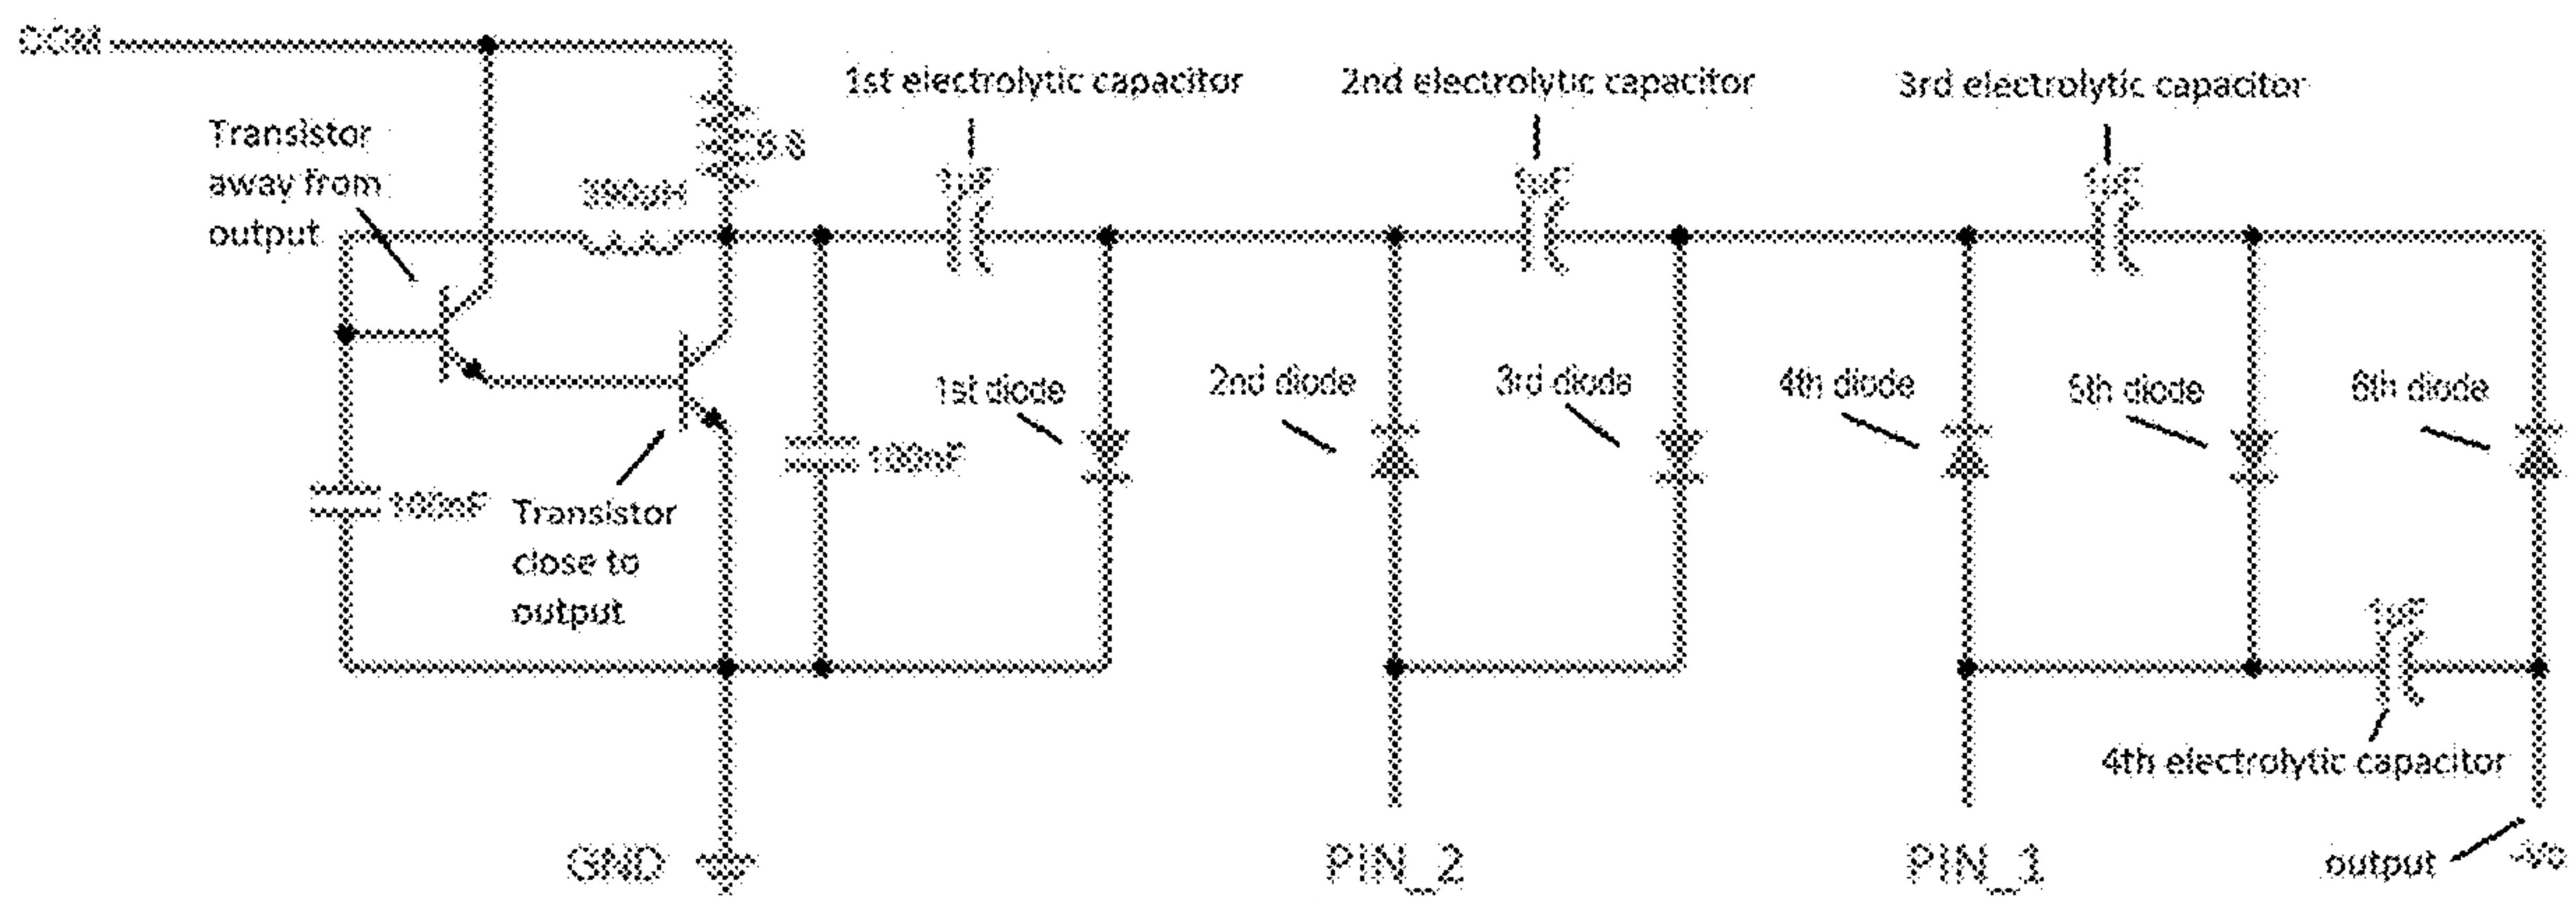 1st electrolytic capacitor
2nd electrolytic capacitor
3rd electrolytic capacitor
Transistor
away from
output
1uF
1uF
1uF
1st diode
2nd diode
3rd diode
4th diode
5th diode
6th diode
100nF
100nF
Transistor
close to
output
1uF
4th electrolytic capacitor
GND
PIN_2
PIN_1
output